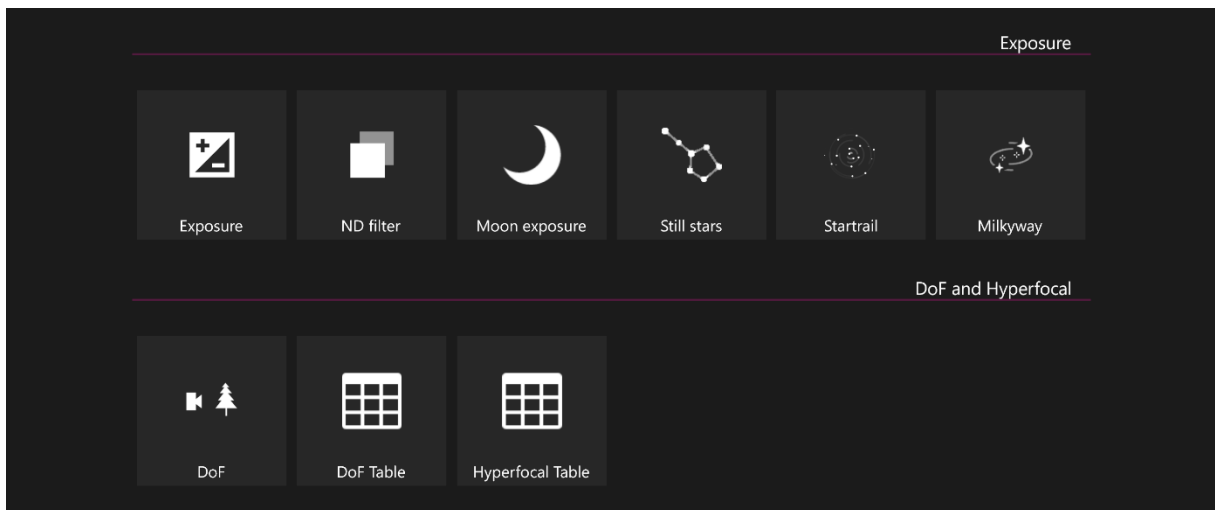 Exposure
Exposure
ND filter
Moon exposure
Still stars
Startrail
Milkyway
DoF and Hyperfocal
DoF
DoF Table
Hyperfocal Table